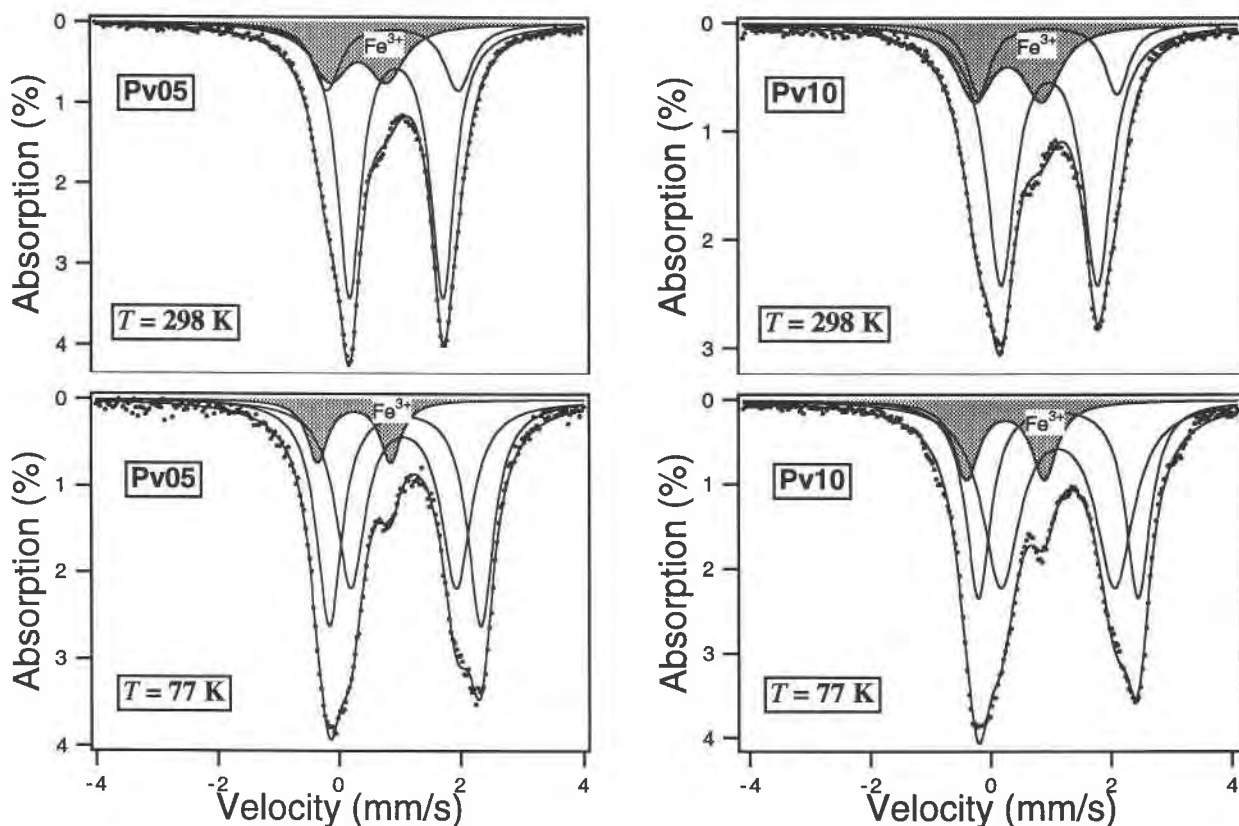 0
1
2
3
4
Absorption (%)
Fe3+
Pv05
T = 298 K
0
1
2
3
Absorption (%)
Fe3+
Pv10
T = 298 K
0
1
2
3
4
Absorption (%)
Fe3+
Pv05
T = 77 K
-4 -2 0 2 4
Velocity (mm/s)
0
1
2
3
4
Absorption (%)
Fe3+
Pv10
T = 77 K
-4 -2 0 2 4
Velocity (mm/s)